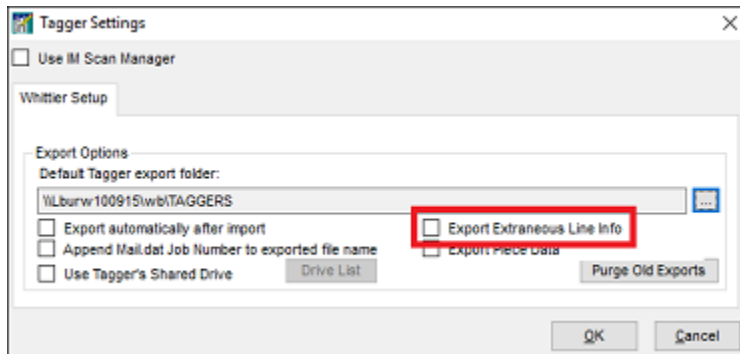 Tagger Settings
Use IM Scan Manager
Whittier Setup
Export Options
Default Tagger export folder:
\\Lburw100915\wb\TAGGERS
...
Export automatically after import
Export Extraneous Line Info
Append Mail.dat Job Number to exported file name
Export Piece Data
Use Tagger's Shared Drive
Drive List
Purge Old Exports
OK
Cancel